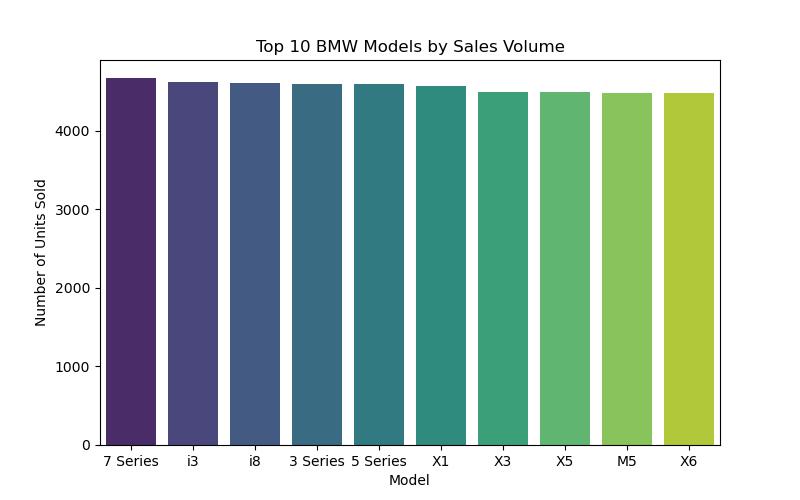 Top 10 BMW Models by Sales Volume
Number of Units Sold
4000
3000
2000
1000
0
7 Series i3 i8 3 Series 5 Series X1 X3 X5 M5 X6
Model